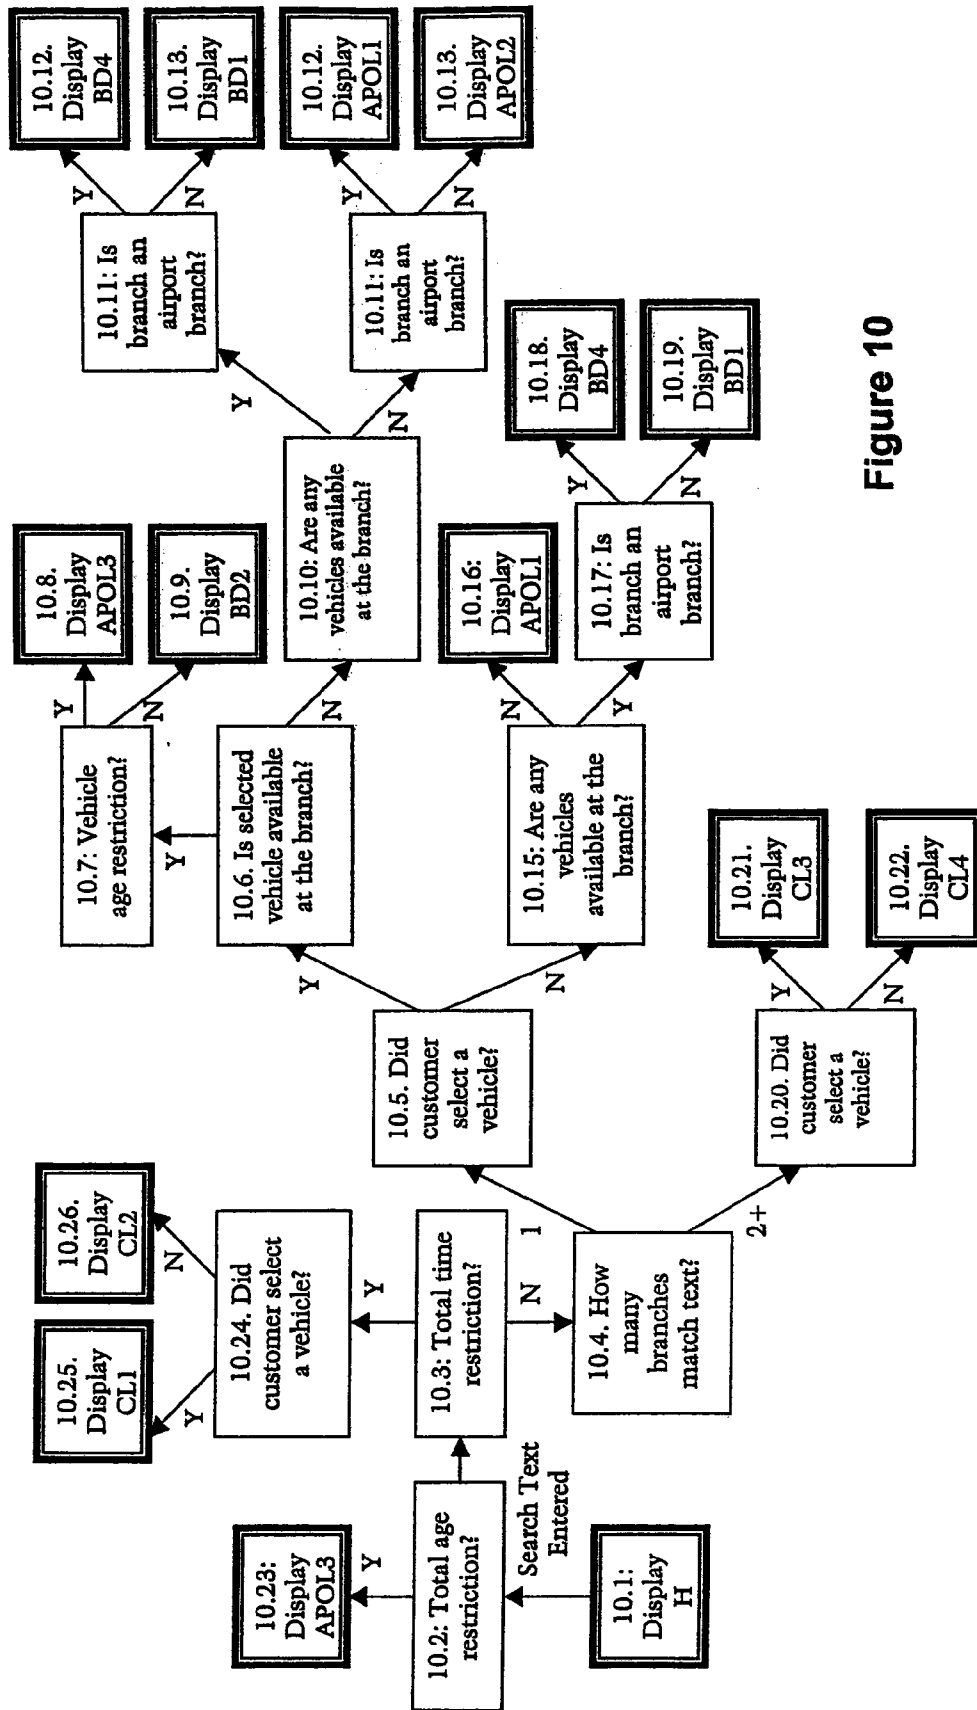 10.1:
Display
H
Search Text
Entered
10.2: Total age
restriction?
Y
10.23:
Display
APOL3
10.3: Total time
restriction?
Y
N
10.24. Did
customer select
a vehicle?
Y
N
10.25.
Display
CL1
10.26.
Display
CL2
10.4. How
many
branches
match text?
1
2+
10.5. Did
customer
select a
vehicle?
Y
N
10.6. Is selected
vehicle available
at the branch?
Y
N
10.7: Vehicle
age restriction?
Y
N
10.8.
Display
APOL3
10.9.
Display
BD2
10.10: Are any
vehicles available
at the branch?
Y
N
10.11: Is
branch an
airport
branch?
Y
N
10.12.
Display
BD4
10.13.
Display
BD1
10.11: Is
branch an
airport
branch?
Y
N
10.12.
Display
APOL1
10.13.
Display
APOL2
10.15: Are any
vehicles
available at the
branch?
N
Y
10.16:
Display
APOL1
10.17: Is
branch an
airport
branch?
Y
N
10.18.
Display
BD4
10.19.
Display
BD1
10.20. Did
customer
select a
vehicle?
Y
N
10.21.
Display
CL3
10.22.
Display
CL4
Figure 10